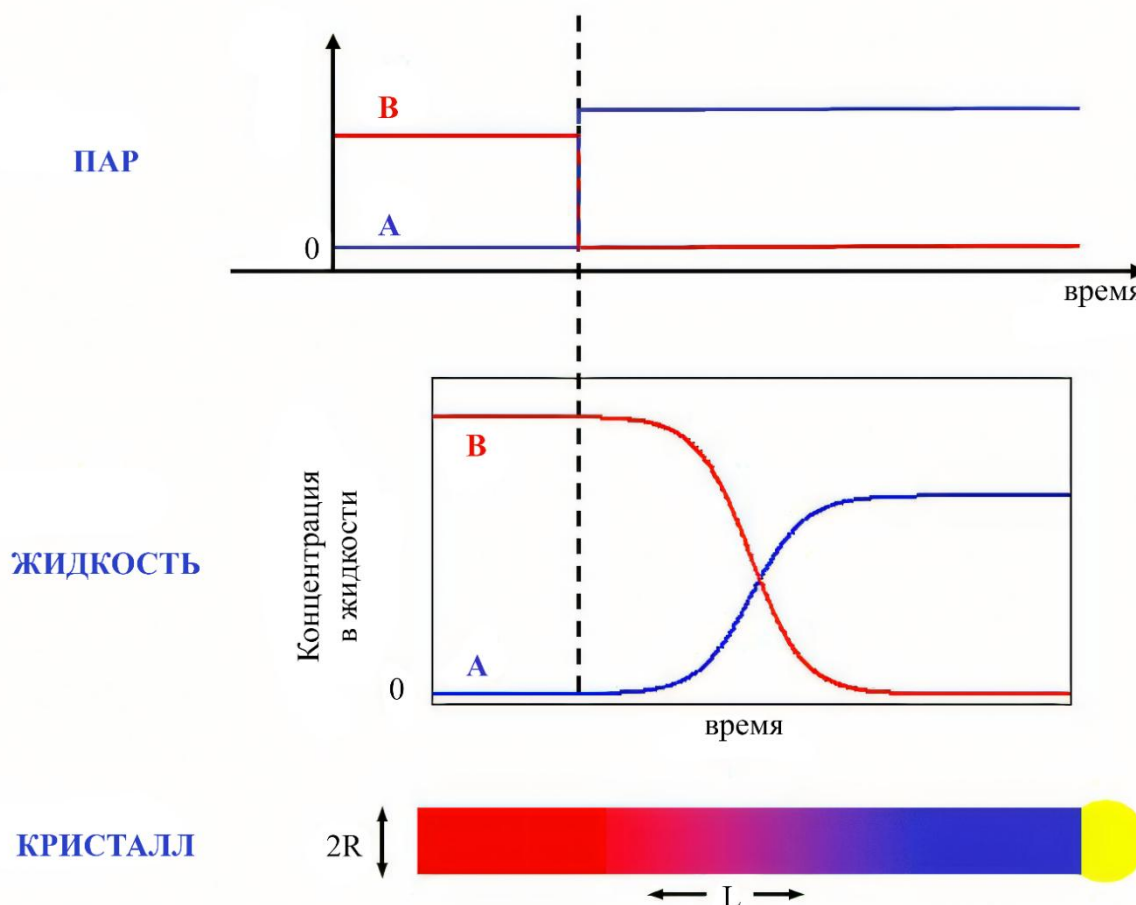 B
ПАР
A
0
время
Концентрация
в жидкости
B
ЖИДКОСТЬ
A
0
время
КРИСТАЛЛ
2R
L